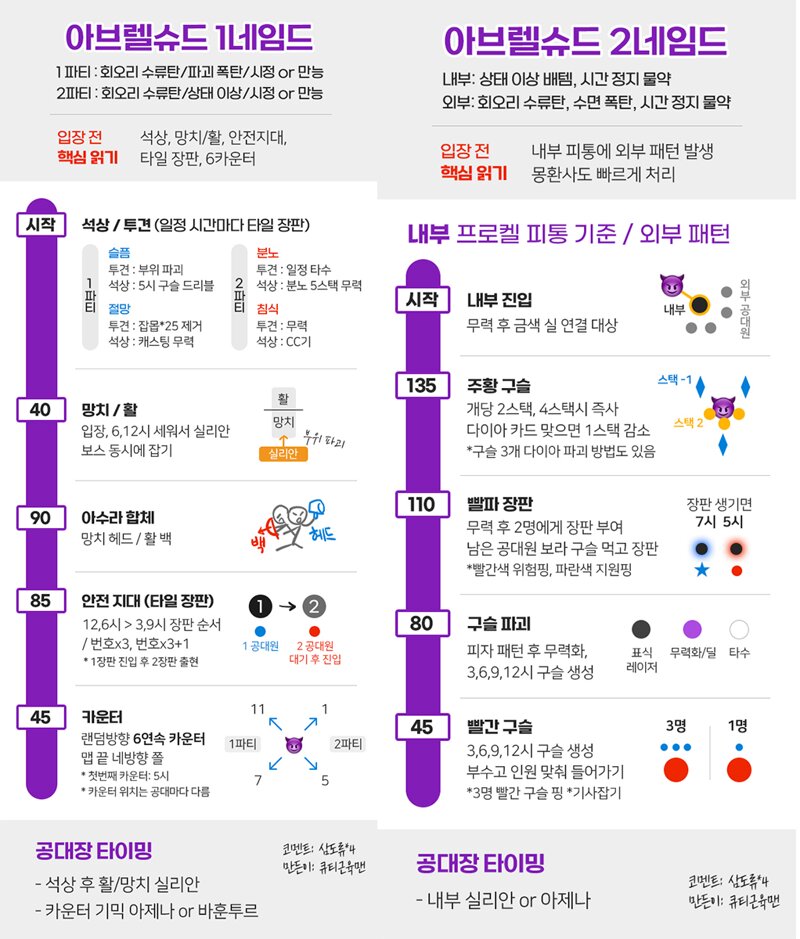 아브렐슈드 1네임드
1파티 : 회오리 수류탄/파괴 폭탄/시정 or 만능
2파티 : 회오리 수류탄/상태 이상/시정 or 만능
입장 전
핵심 읽기
석상, 망치/활, 안전지대,
타일 장판, 6카운터
시작
석상 / 투견 (일정 시간마다 타일 장판)
1파티
슬픔
투견 : 부위 파괴
석상 : 5시 구슬 드리블
절망
투견 : 잡몹*25 제거
석상 : 캐스팅 무력
2파티
분노
투견 : 일정 타수
석상 : 분노 5스택 무력
침식
투견 : 무력
석상 : CC기
40
망치 / 활
입장, 6,12시 세워서 실리안
보스 동시에 잡기
활
망치
실리안
부위 파괴
90
아수라 합체
망치 헤드 / 활 백
백
헤드
85
안전 지대 (타일 장판)
12,6시 > 3,9시 장판 순서
/ 번호x3, 번호x3+1
* 1장판 진입 후 2장판 출현
1
2
1 공대원
2 공대원
대기 후 진입
45
카운터
랜덤방향 6연속 카운터
맵 끝 네방향 쫄
* 첫번째 카운터: 5시
* 카운터 위치는 공대마다 다름
11
1
1파티
2파티
7
5
공대장 타이밍
- 석상 후 활/망치 실리안
- 카운터 기믹 아제나 or 바훈투르
코멘트: 삼도류*4
만든이: 큐티근육맨
아브렐슈드 2네임드
내부: 상태 이상 배템, 시간 정지 물약
외부: 회오리 수류탄, 수면 폭탄, 시간 정지 물약
입장 전
핵심 읽기
내부 피통에 외부 패턴 발생
몽환사도 빠르게 처리
내부 프로켈 피통 기준 / 외부 패턴
시작
내부 진입
무력 후 금색 실 연결 대상
내부
외부 공대원
135
주황 구슬
개당 2스택, 4스택시 즉사
다이아 카드 맞으면 1스택 감소
*구슬 3개 다이아 파괴 방법도 있음
스택 -1
스택 2
110
빨파 장판
무력 후 2명에게 장판 부여
남은 공대원 보라 구슬 먹고 장판
*빨간색 위험핑, 파란색 지원핑
장판 생기면
7시 5시
80
구슬 파괴
피자 패턴 후 무력화,
3,6,9,12시 구슬 생성
표식
레이저
무력화/딜
타수
45
빨간 구슬
3,6,9,12시 구슬 생성
부수고 인원 맞춰 들어가기
*3명 빨간 구슬 핑 *기사잡기
3명
1명
공대장 타이밍
- 내부 실리안 or 아제나
코멘트: 삼도류*4
만든이: 큐티근육맨